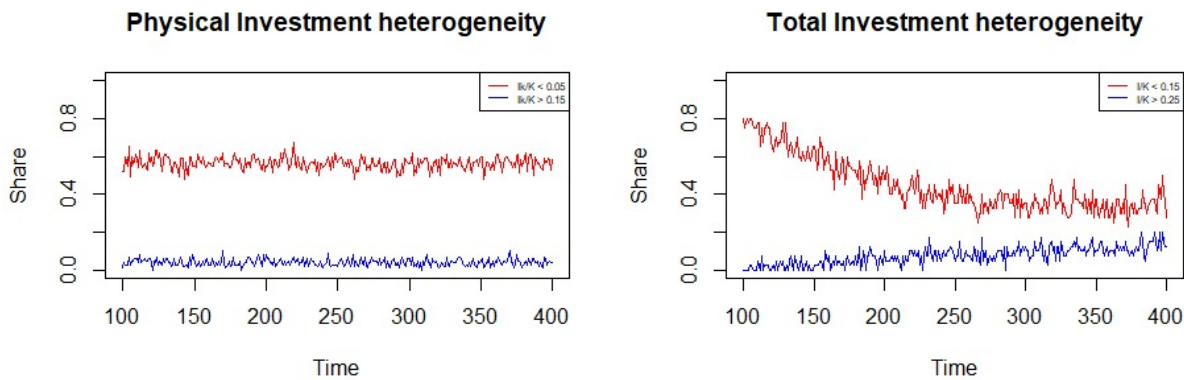 Physical Investment heterogeneity
Ik/K < 0.05
Ik/K > 0.15
0.8
0.4
0.0
Share
100 150 200 250 300 350 400
Time
Total Investment heterogeneity
I/K < 0.15
I/K > 0.25
0.8
0.4
0.0
Share
100 150 200 250 300 350 400
Time